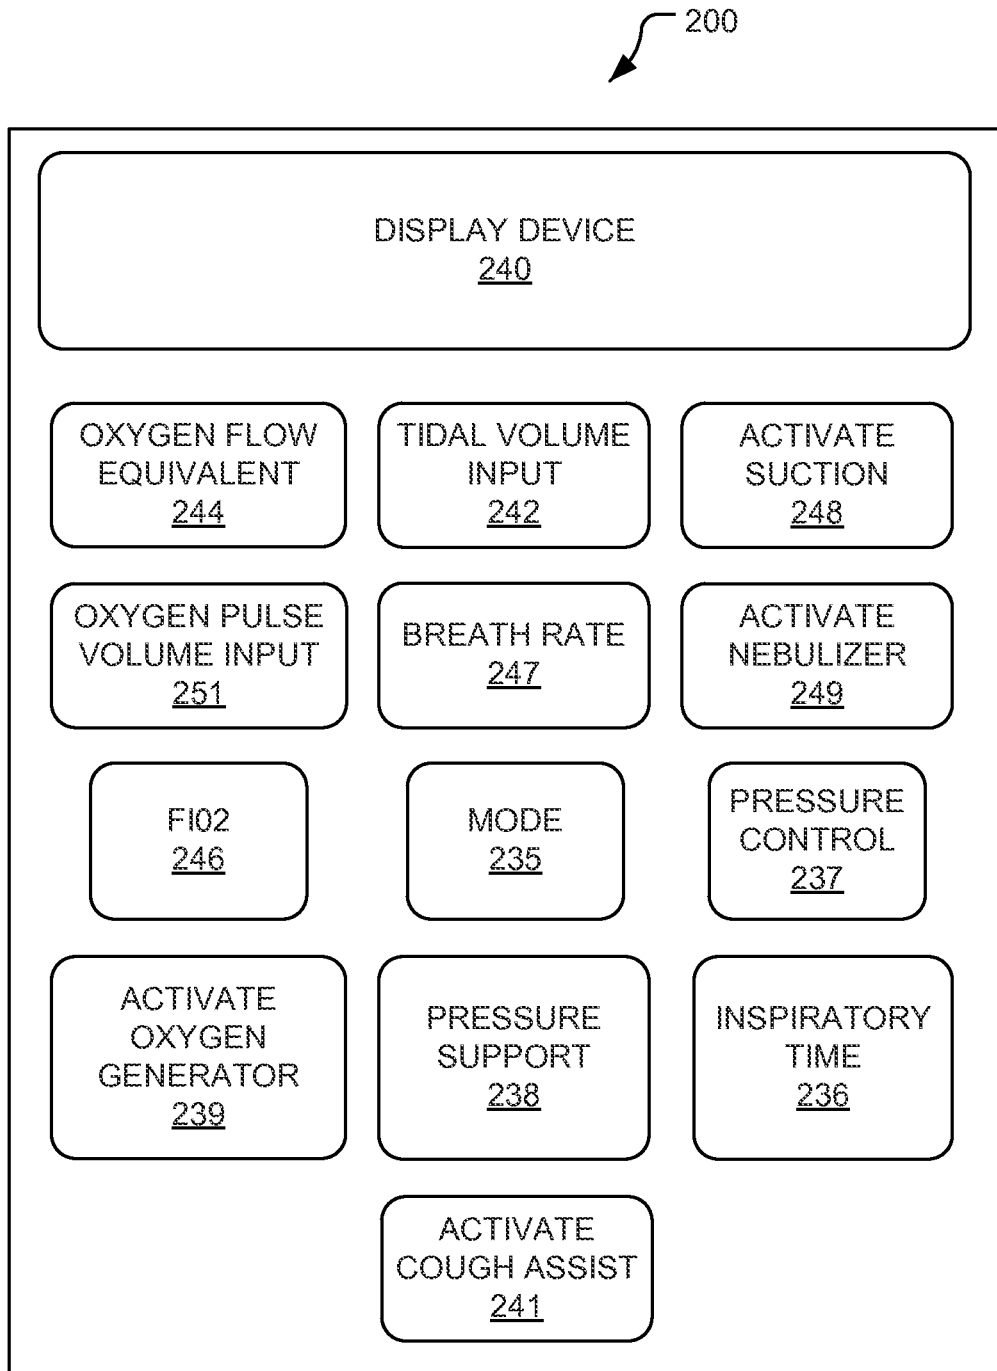 200
DISPLAY DEVICE
240
OXYGEN FLOW
EQUIVALENT
244
TIDAL VOLUME
INPUT
242
ACTIVATE
SUCTION
248
OXYGEN PULSE
VOLUME INPUT
251
BREATH RATE
247
ACTIVATE
NEBULIZER
249
FI02
246
MODE
235
PRESSURE
CONTROL
237
ACTIVATE
OXYGEN
GENERATOR
239
PRESSURE
SUPPORT
238
INSPIRATORY
TIME
236
ACTIVATE
COUGH ASSIST
241